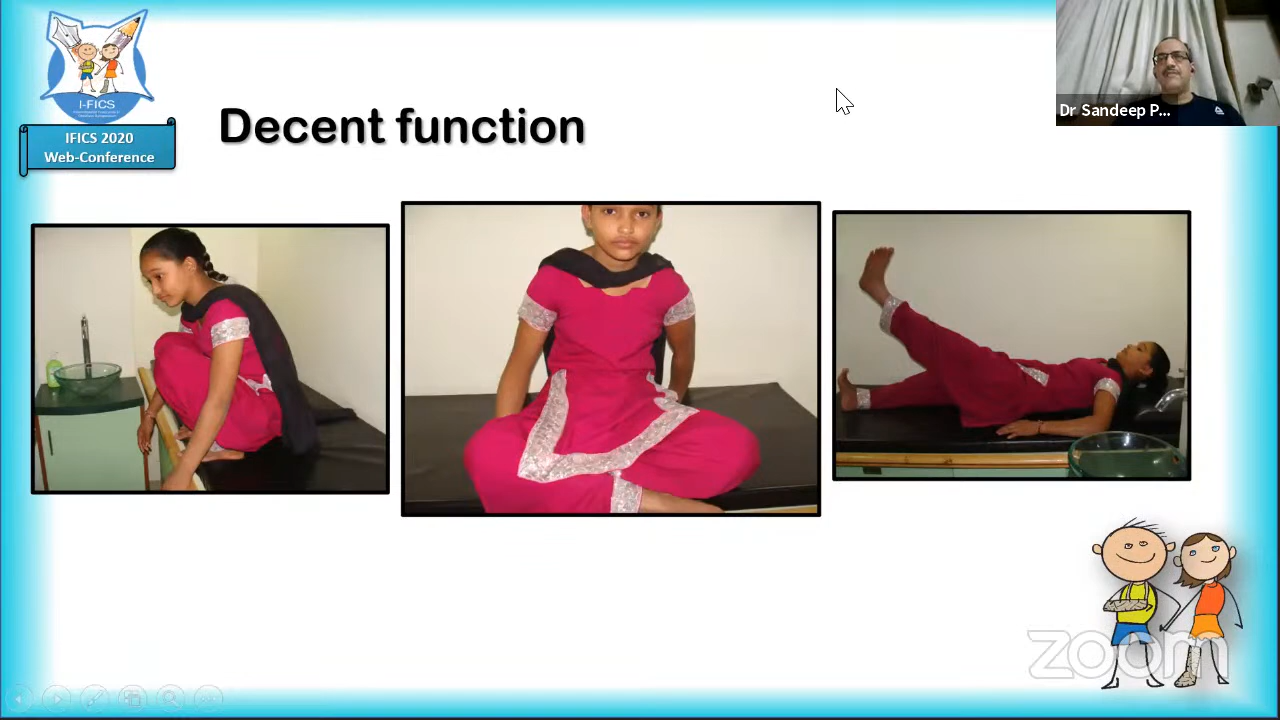 I-FICS
IFICS 2020
Web-Conference
Decent function
Dr Sandeep P...
zoom